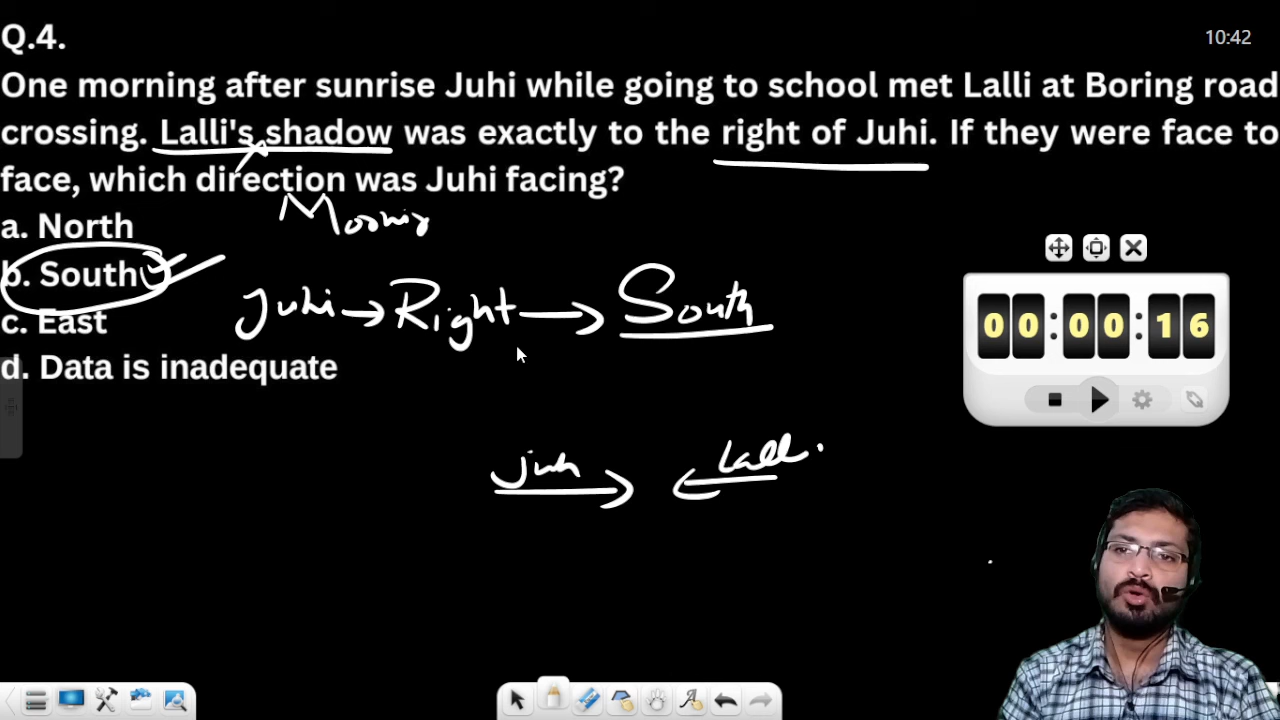 Q.4.
10:42
One morning after sunrise Juhi while going to school met Lalli at Boring road
crossing. Lalli's shadow was exactly to the right of Juhi. If they were face to
face, which direction was Juhi facing?
a. North
b. South
c. East
d. Data is inadequate
Juhi → Right → South
00:00:16
Juh
Lalli